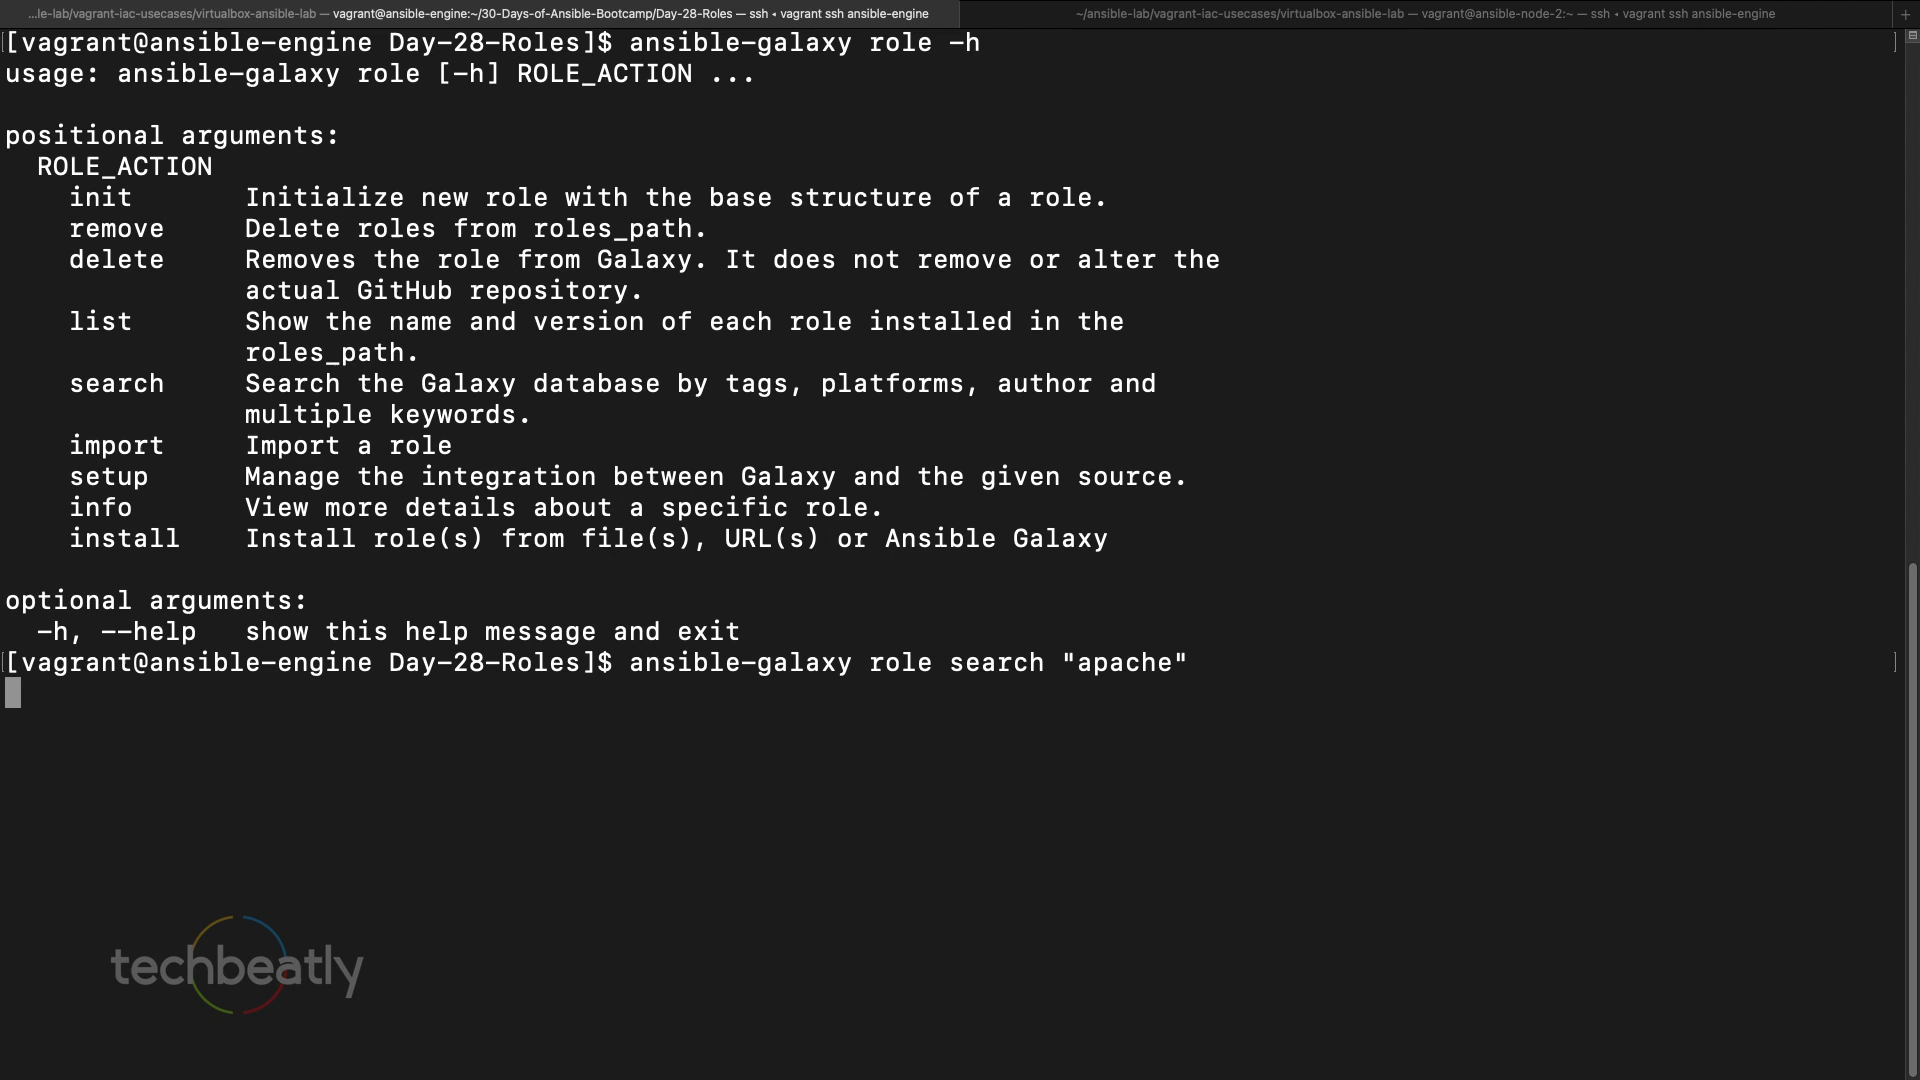 ...le-lab/vagrant-iac-usecases/virtualbox-ansible-lab — vagrant@ansible-engine:~/30-Days-of-Ansible-Bootcamp/Day-28-Roles — ssh ◂ vagrant ssh ansible-engine
~/ansible-lab/vagrant-iac-usecases/virtualbox-ansible-lab — vagrant@ansible-node-2:~ — ssh ◂ vagrant ssh ansible-engine
[vagrant@ansible-engine Day-28-Roles]$ ansible-galaxy role -h
usage: ansible-galaxy role [-h] ROLE_ACTION ...
positional arguments:
ROLE_ACTION
init Initialize new role with the base structure of a role.
remove Delete roles from roles_path.
delete Removes the role from Galaxy. It does not remove or alter the
actual GitHub repository.
list Show the name and version of each role installed in the
roles_path.
search Search the Galaxy database by tags, platforms, author and
multiple keywords.
import Import a role
setup Manage the integration between Galaxy and the given source.
info View more details about a specific role.
install Install role(s) from file(s), URL(s) or Ansible Galaxy
optional arguments:
-h, --help show this help message and exit
[vagrant@ansible-engine Day-28-Roles]$ ansible-galaxy role search "apache"
techbeatly